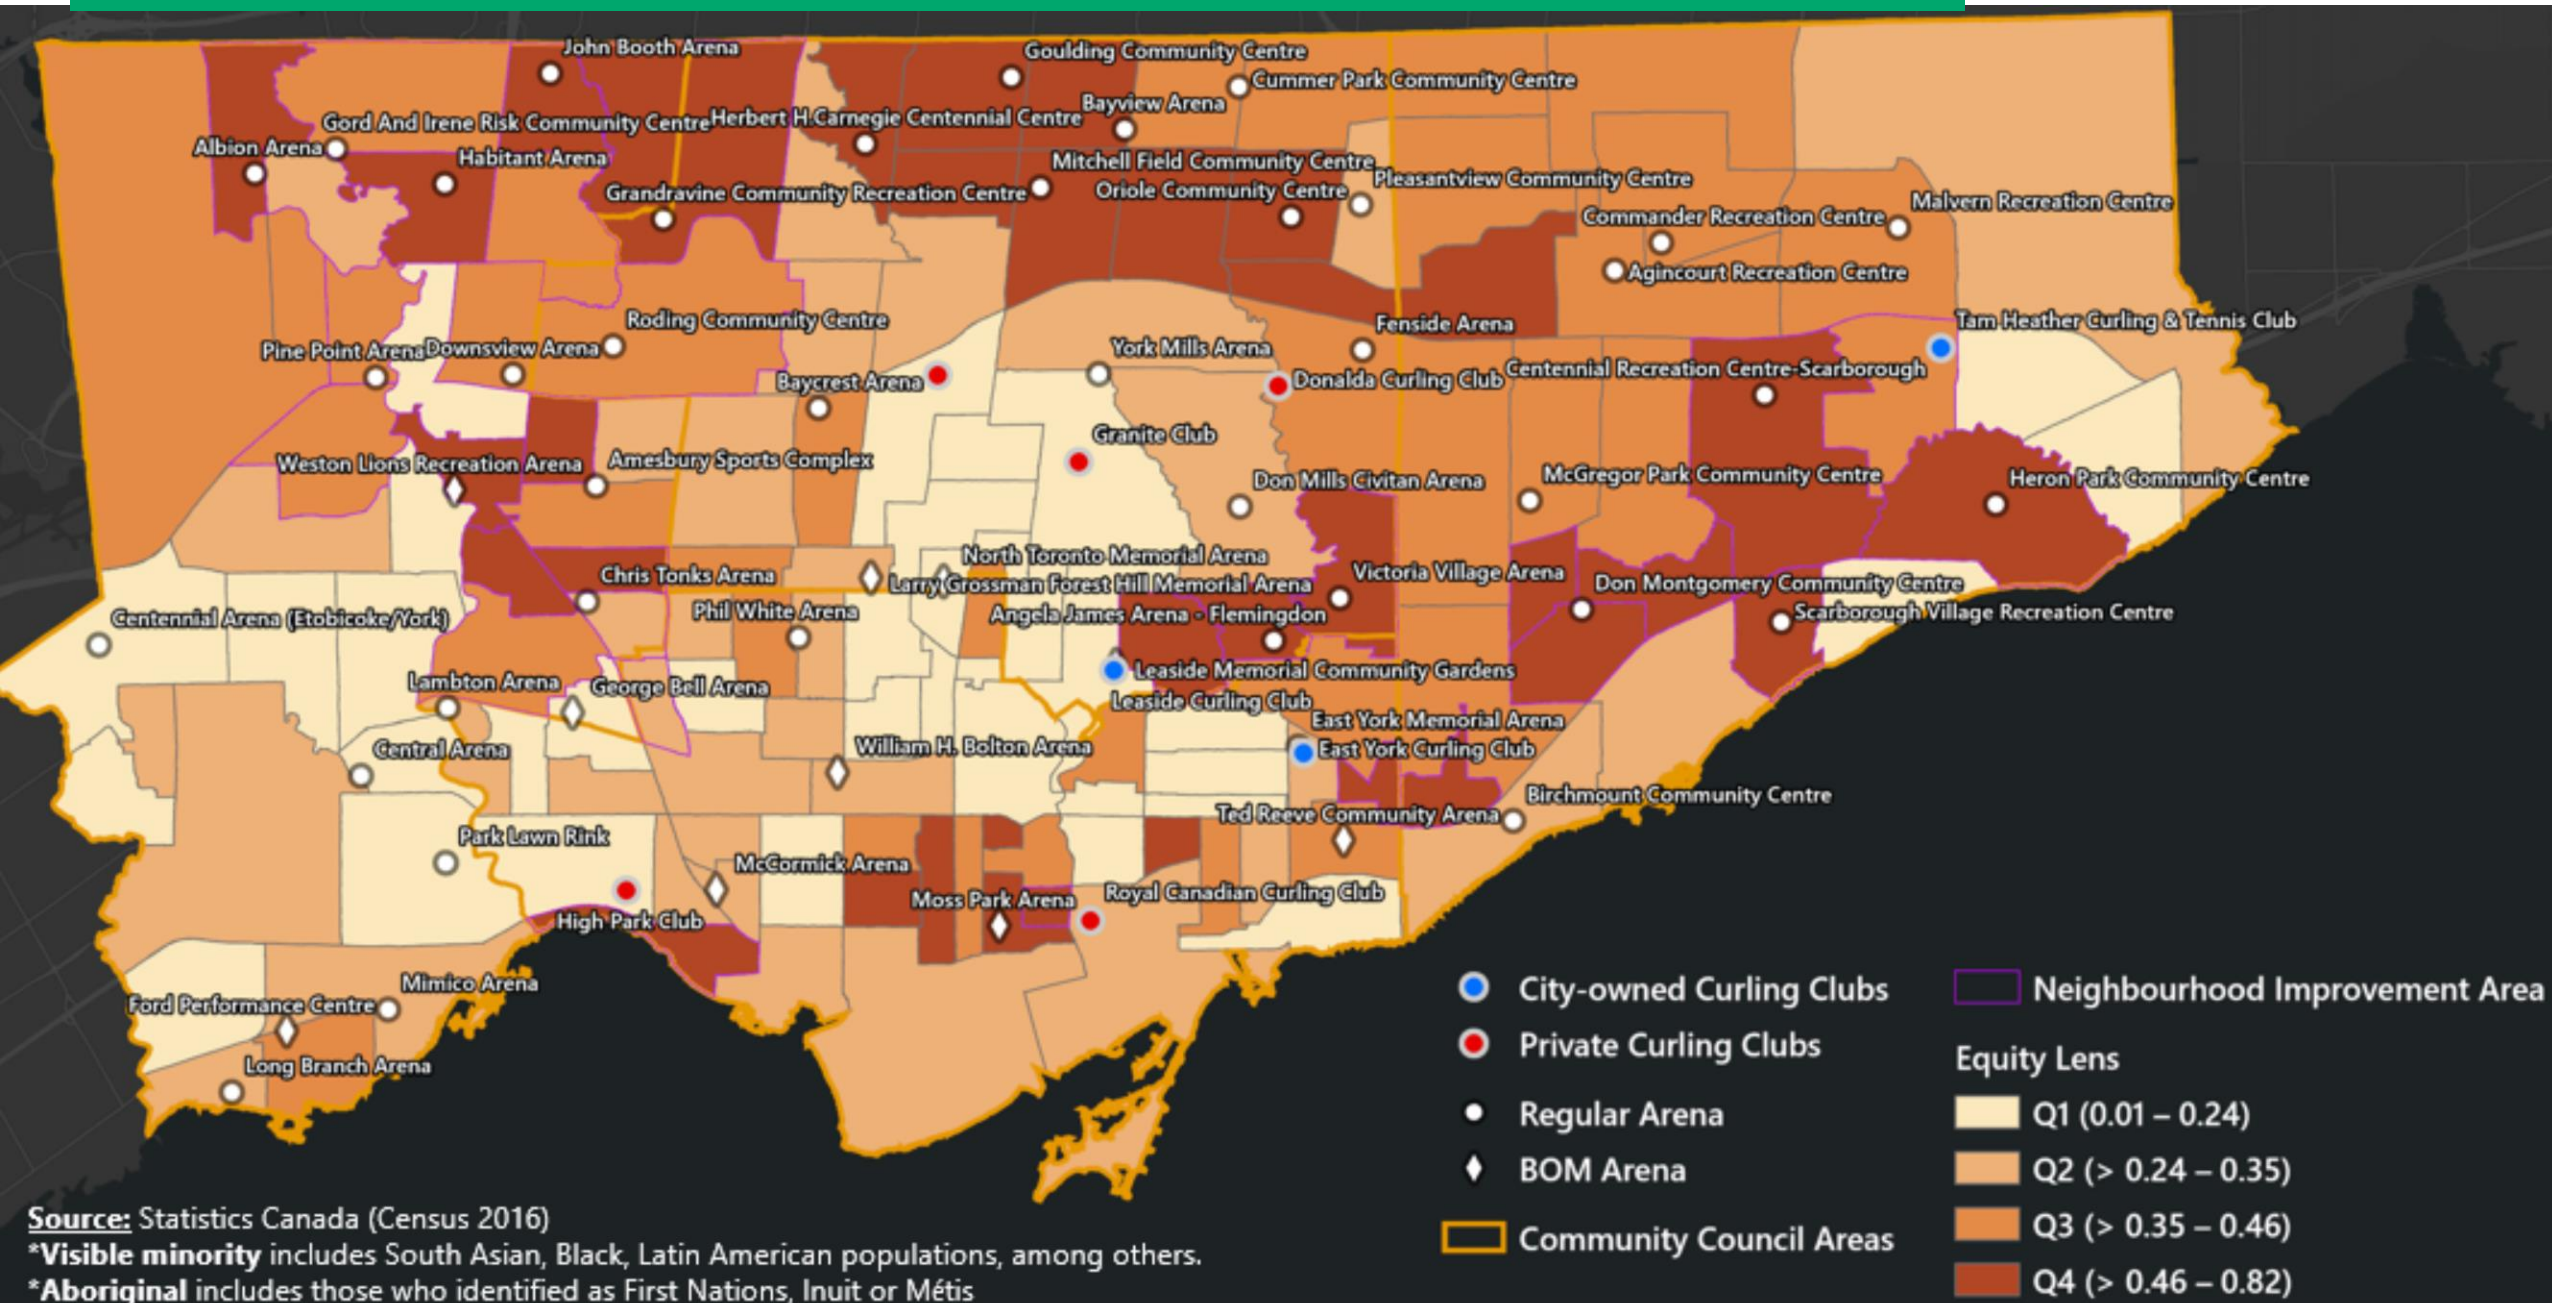 John Booth Arena
Goulding Community Centre
Cummer Park Community Centre
Bayview Arena
Gord And Irene Risk Community Centre
Herbert H.Carnegie Centennial Centre
Albion Arena
Habitant Arena
Mitchell Field Community Centre
Grandravine Community Recreation Centre
Oriole Community Centre
Pleasantview Community Centre
Malvern Recreation Centre
Commander Recreation Centre
Agincourt Recreation Centre
Roding Community Centre
Fenside Arena
Tam Heather Curling & Tennis Club
Pine Point Arena
Downsview Arena
York Mills Arena
Baycrest Arena
Donalda Curling Club
Centennial Recreation Centre-Scarborough
Granite Club
Weston Lions Recreation Arena
Amesbury Sports Complex
Don Mills Civitan Arena
McGregor Park Community Centre
Heron Park Community Centre
North Toronto Memorial Arena
Chris Tonks Arena
Larry Grossman Forest Hill Memorial Arena
Victoria Village Arena
Don Montgomery Community Centre
Centennial Arena (Etobicoke/York)
Phil White Arena
Angela James Arena - Flemingdon
Scarborough Village Recreation Centre
Lambton Arena
George Bell Arena
Leaside Memorial Community Gardens
Leaside Curling Club
East York Memorial Arena
Central Arena
William H. Bolton Arena
East York Curling Club
Birchmount Community Centre
Ted Reeve Community Arena
Park Lawn Rink
McCormick Arena
Moss Park Arena
Royal Canadian Curling Club
High Park Club
Mimico Arena
Ford Performance Centre
Long Branch Arena
City-owned Curling Clubs
Private Curling Clubs
Regular Arena
BOM Arena
Community Council Areas
Neighbourhood Improvement Area
Equity Lens
Q1 (0.01 – 0.24)
Q2 (> 0.24 – 0.35)
Q3 (> 0.35 – 0.46)
Q4 (> 0.46 – 0.82)
Source: Statistics Canada (Census 2016)
*Visible minority includes South Asian, Black, Latin American populations, among others.
*Aboriginal includes those who identified as First Nations, Inuit or Métis